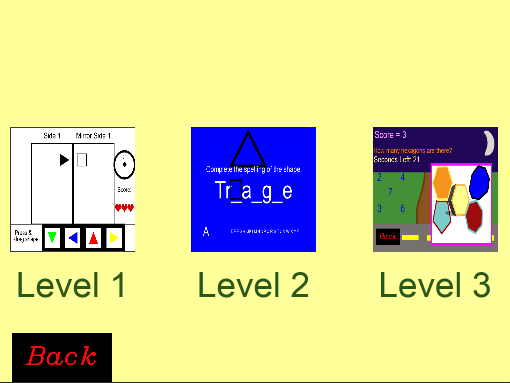 Side 1 Mirror Side 1
Score:
Press &
drag shape
Complete the spelling of the shape
Tr_a_g_e
A
Score = 3
How many hexagons are there?
Seconds Left: 21
2 4
7
3 6
Back
Level 1 Level 2 Level 3
Back